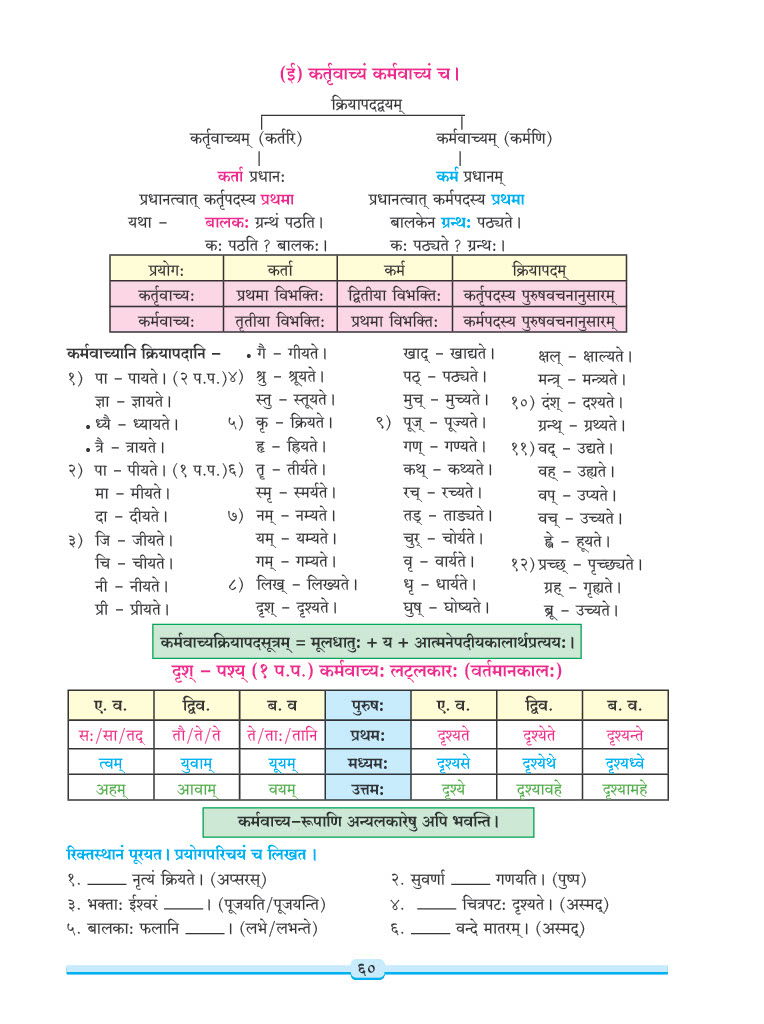 (ई) कर्तृवाच्यं कर्मवाच्यं च।
क्रियापदद्वयम्
कर्तृवाच्यम् (कर्तरि) कर्मवाच्यम् (कर्मणि)
कर्ता प्रधानः कर्म प्रधानम्
प्रधानत्वात् कर्तृपदस्य प्रथमा प्रधानत्वात् कर्मपदस्य प्रथमा
यथा – बालकः ग्रन्थं पठति। बालकेन ग्रन्थः पठ्यते।
कः पठति ? बालकः। कः पठ्यते ? ग्रन्थः।
प्रयोगः कर्ता कर्म क्रियापदम्
कर्तृवाच्यः प्रथमा विभक्तिः द्वितीया विभक्तिः कर्तृपदस्य पुरुषवचनानुसारम्
कर्मवाच्यः तृतीया विभक्तिः प्रथमा विभक्तिः कर्मपदस्य पुरुषवचनानुसारम्
कर्मवाच्यानि क्रियापदानि –
१) पा – पायते। (२ प.प.)
ज्ञा – ज्ञायते।
• ध्यै – ध्यायते।
• त्रै – त्रायते।
२) पा – पीयते। (१ प.प.)
मा – मीयते।
दा – दीयते।
३) जि – जीयते।
चि – चीयते।
नी – नीयते।
प्री – प्रीयते।
• गै – गीयते।
४) श्रु – श्रूयते।
स्तु – स्तूयते।
५) कृ – क्रियते।
हृ – ह्रियते।
६) तॄ – तीर्यते।
स्मृ – स्मर्यते।
७) नम् – नम्यते।
यम् – यम्यते।
गम् – गम्यते।
८) लिख् – लिख्यते।
दृश् – दृश्यते।
खाद् – खाद्यते।
पठ् – पठ्यते।
मुच् – मुच्यते।
९) पूज् – पूज्यते।
गण् – गण्यते।
कथ् – कथ्यते।
रच् – रच्यते।
तड् – ताड्यते।
चुर् – चोर्यते।
वृ – वार्यते।
धृ – धार्यते।
घुष् – घोष्यते।
क्षल् – क्षाल्यते।
मन्त्र् – मन्त्र्यते।
१०) दंश् – दश्यते।
ग्रन्थ् – ग्रथ्यते।
११) वद् – उद्यते।
वह् – उह्यते।
वप् – उप्यते।
वच् – उच्यते।
ह्वे – हूयते।
१२) प्रच्छ् – पृच्छ्यते।
ग्रह् – गृह्यते।
ब्रू – उच्यते।
कर्मवाच्यक्रियापदसूत्रम् = मूलधातुः + य + आत्मनेपदीयकालार्थप्रत्ययः।
दृश् – पश्य् (१ प.प.) कर्मवाच्यः लट्लकारः (वर्तमानकालः)
ए. व. द्विव. ब. व पुरुषः ए. व. द्विव. ब. व.
सः/सा/तद् तौ/ते/ते ते/ताः/तानि प्रथमः दृश्यते दृश्येते दृश्यन्ते
त्वम् युवाम् यूयम् मध्यमः दृश्यसे दृश्येथे दृश्यध्वे
अहम् आवाम् वयम् उत्तमः दृश्ये दृश्यावहे दृश्यामहे
कर्मवाच्य–रूपाणि अन्यलकारेषु अपि भवन्ति।
रिक्तस्थानं पूरयत। प्रयोगपरिचयं च लिखत।
१. _____ नृत्यं क्रियते। (अप्सरस्) २. सुवर्णा _____ गणयति। (पुष्प)
३. भक्ताः ईश्वरं _____। (पूजयति/पूजयन्ति) ४. _____ चित्रपटः दृश्यते। (अस्मद्)
५. बालकाः फलानि _____। (लभे/लभन्ते) ६. _____ वन्दे मातरम्। (अस्मद्)
६०